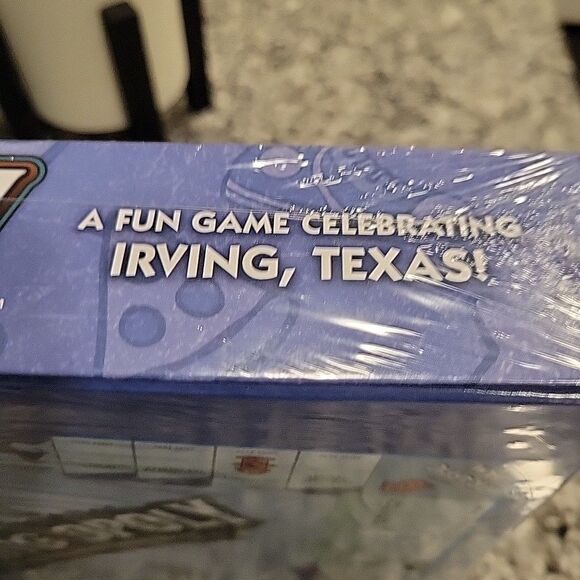 A FUN GAME CELEBRATING
IRVING, TEXAS!